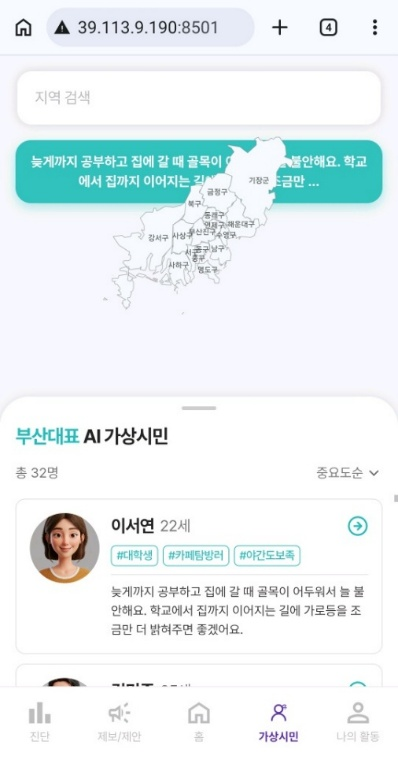 39.113.9.190:8501
4
지역 검색
늦게까지 공부하고 집에 갈 때 골목이 불안해요. 학교
에서 집까지 이어지는 조금만 ...
기장군
금정구
북구
동래구
연제구 해운대구
강서구 사상구 부산진구 수영구
서구 동구 남구
중구
사하구 영도구
부산대표 AI 가상시민
총 32명
중요도순
이서연 22세
#대학생 #카페탐방러 #야간도보족
늦게까지 공부하고 집에 갈 때 골목이 어두워서 늘 불
안해요. 학교에서 집까지 이어지는 길에 가로등을 조
금만 더 밝혀주면 좋겠어요.
진단
제보/제안
홈
가상시민
나의 활동